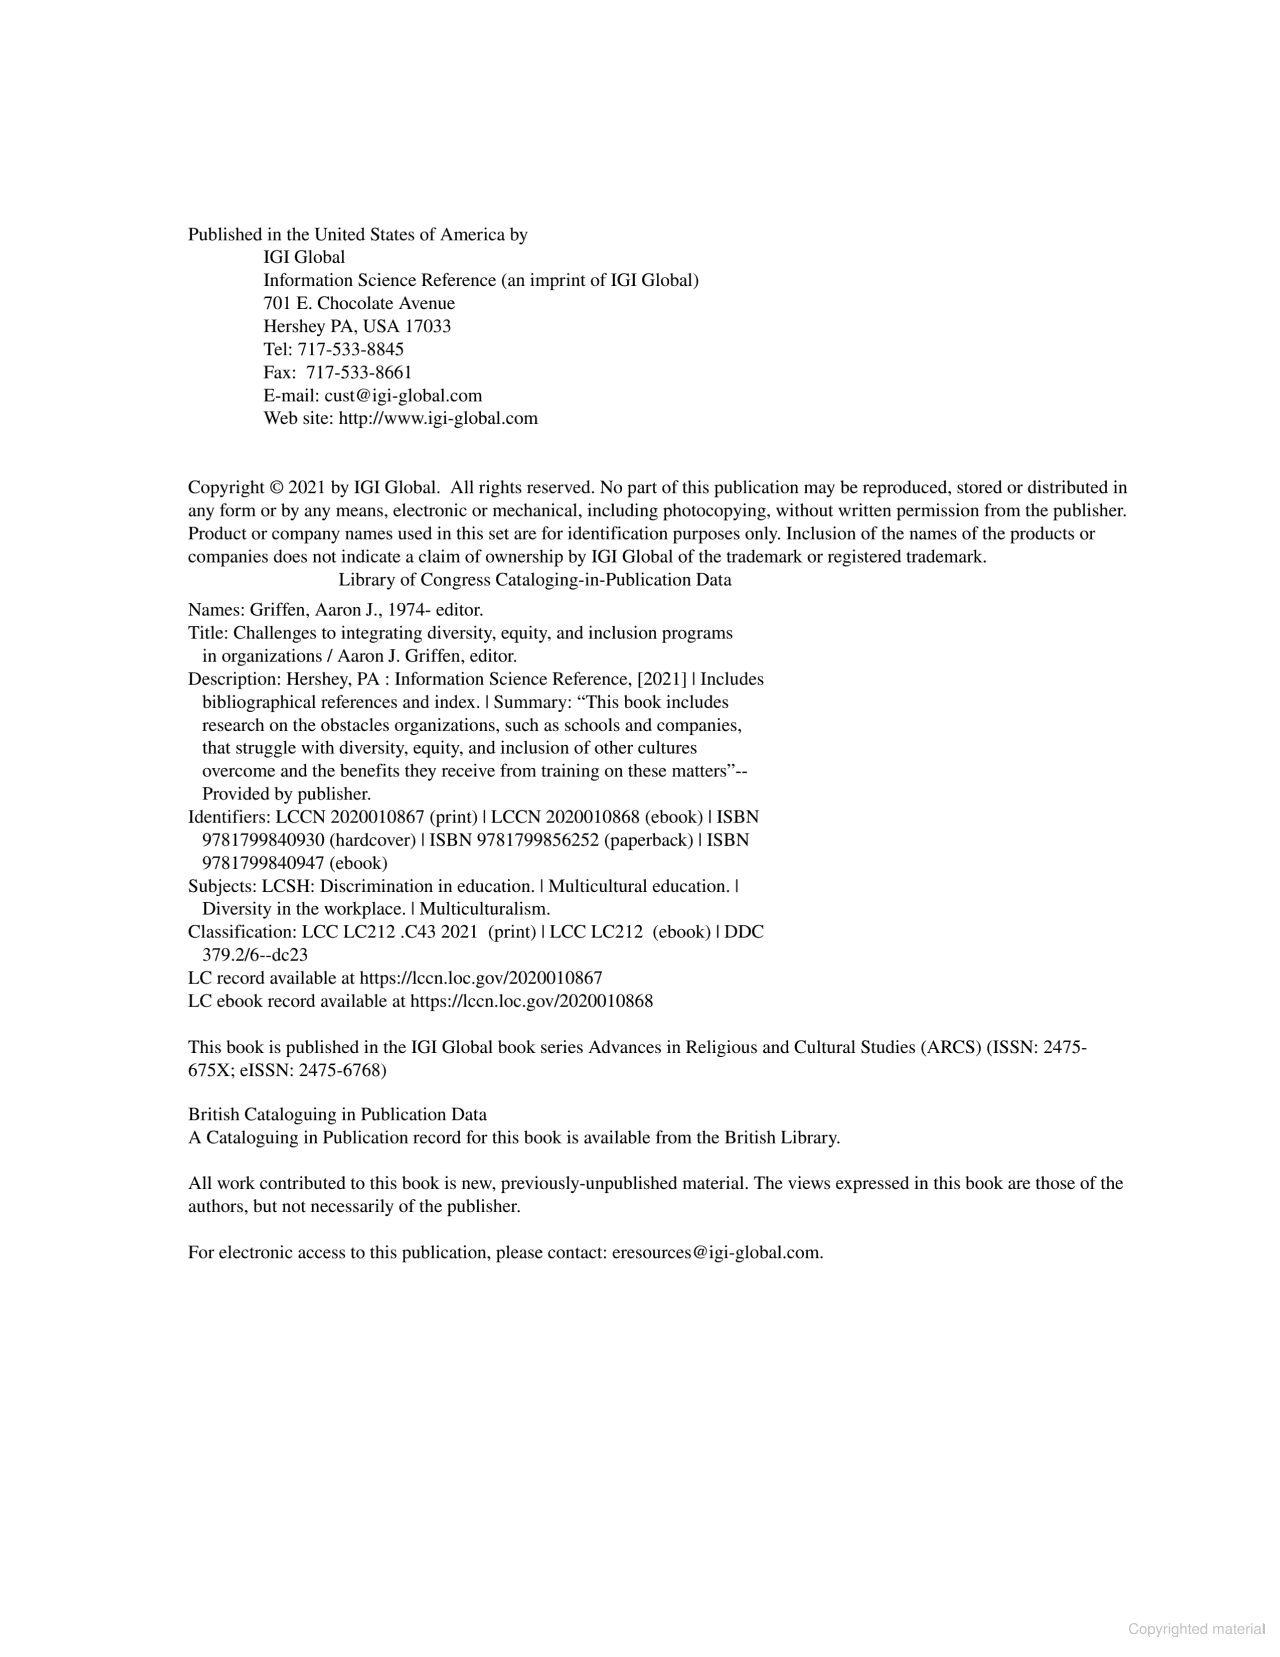 Published in the United States of America by
IGI Global
Information Science Reference (an imprint of IGI Global)
701 E. Chocolate Avenue
Hershey PA, USA 17033
Tel: 717-533-8845
Fax:  717-533-8661
E-mail: cust@igi-global.com
Web site: http://www.igi-global.com
Copyright © 2021 by IGI Global.  All rights reserved. No part of this publication may be reproduced, stored or distributed in
any form or by any means, electronic or mechanical, including photocopying, without written permission from the publisher.
Product or company names used in this set are for identification purposes only. Inclusion of the names of the products or
companies does not indicate a claim of ownership by IGI Global of the trademark or registered trademark.
Library of Congress Cataloging-in-Publication Data
Names: Griffen, Aaron J., 1974- editor.
Title: Challenges to integrating diversity, equity, and inclusion programs
in organizations / Aaron J. Griffen, editor.
Description: Hershey, PA : Information Science Reference, [2021] | Includes
bibliographical references and index. | Summary: “This book includes
research on the obstacles organizations, such as schools and companies,
that struggle with diversity, equity, and inclusion of other cultures
overcome and the benefits they receive from training on these matters”--
Provided by publisher.
Identifiers: LCCN 2020010867 (print) | LCCN 2020010868 (ebook) | ISBN
9781799840930 (hardcover) | ISBN 9781799856252 (paperback) | ISBN
9781799840947 (ebook)
Subjects: LCSH: Discrimination in education. | Multicultural education. |
Diversity in the workplace. | Multiculturalism.
Classification: LCC LC212 .C43 2021  (print) | LCC LC212  (ebook) | DDC
379.2/6--dc23
LC record available at https://lccn.loc.gov/2020010867
LC ebook record available at https://lccn.loc.gov/2020010868
This book is published in the IGI Global book series Advances in Religious and Cultural Studies (ARCS) (ISSN: 2475-
675X; eISSN: 2475-6768)
British Cataloguing in Publication Data
A Cataloguing in Publication record for this book is available from the British Library.
All work contributed to this book is new, previously-unpublished material. The views expressed in this book are those of the
authors, but not necessarily of the publisher.
For electronic access to this publication, please contact: eresources@igi-global.com.
Copyrighted material